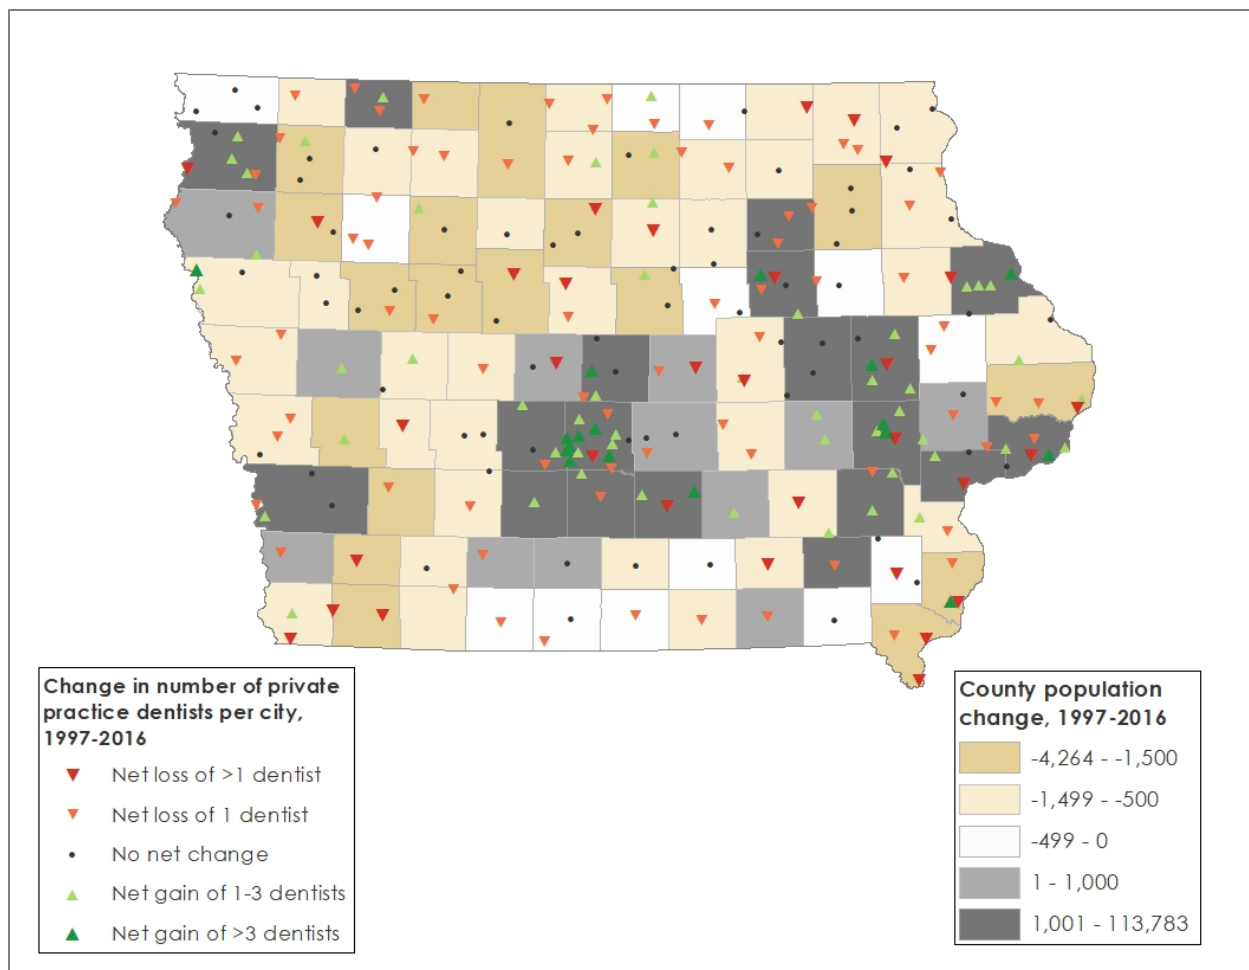 Change in number of private
practice dentists per city,
1997-2016
Net loss of >1 dentist
Net loss of 1 dentist
No net change
Net gain of 1-3 dentists
Net gain of >3 dentists
County population
change, 1997-2016
-4,264 - -1,500
-1,499 - -500
-499 - 0
1 - 1,000
1,001 - 113,783